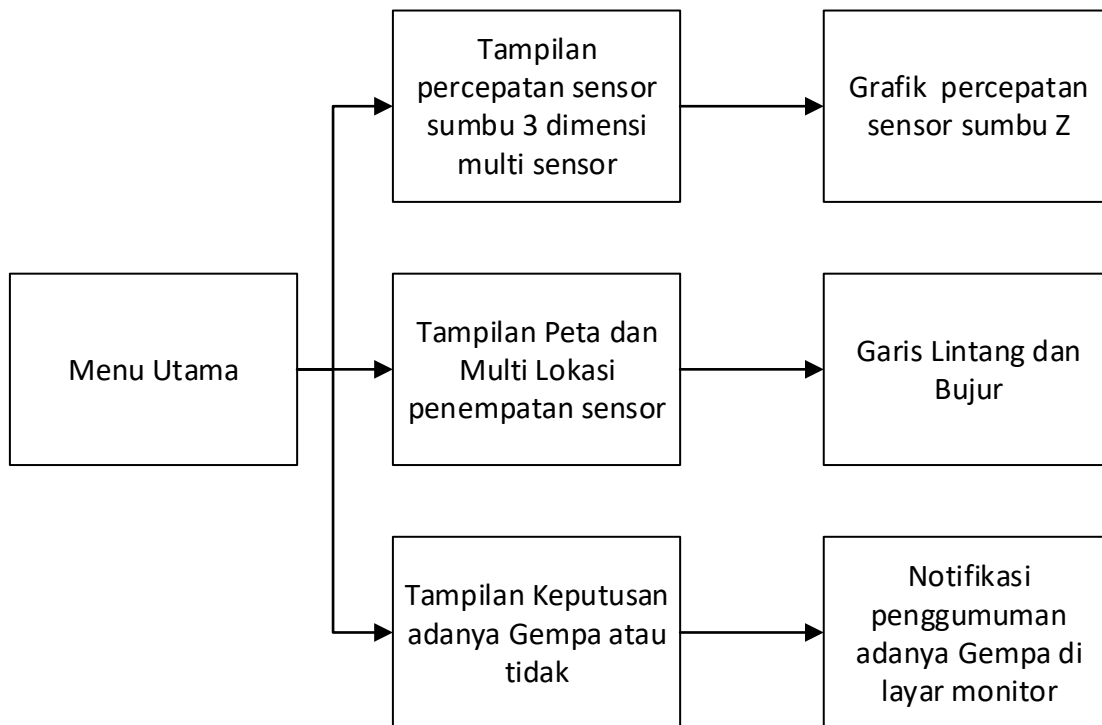 Tampilan
percepatan sensor
sumbu 3 dimensi
multi sensor
Grafik percepatan
sensor sumbu Z
Menu Utama
Tampilan Peta dan
Multi Lokasi
penempatan sensor
Garis Lintang dan
Bujur
Tampilan Keputusan
adanya Gempa atau
tidak
Notifikasi
penggumuman
adanya Gempa di
layar monitor